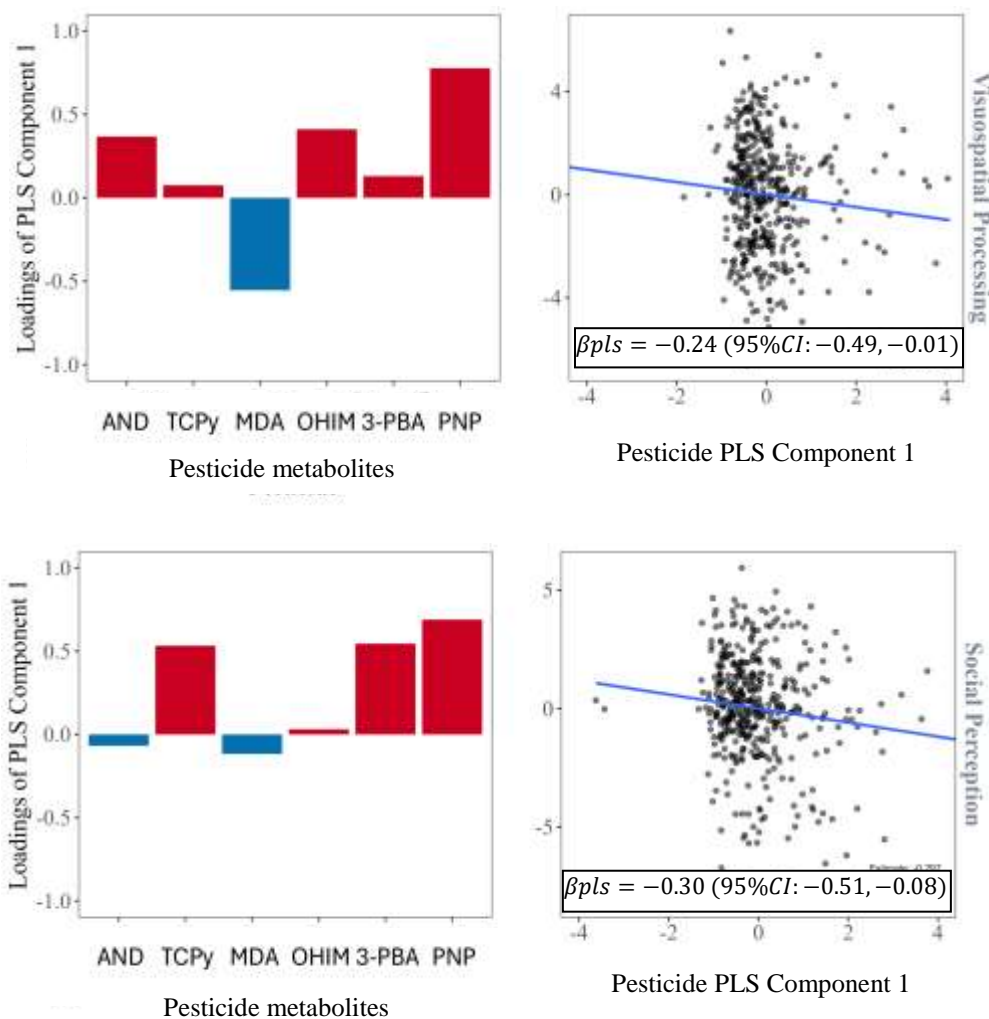 Loadings of PLS Component 1
1.0
0.5
0.0
-0.5
-1.0
AND TCPy MDA OHIM 3-PBA PNP
Pesticide metabolites
4
0
-4
βpls = −0.24 (95%CI: −0.49, −0.01)
-4 -2 0 2 4
Pesticide PLS Component 1
Visuospatial Processing
Loadings of PLS Component 1
1.0
0.5
0.0
-0.5
-1.0
AND TCPy MDA OHIM 3-PBA PNP
Pesticide metabolites
5
0
-5
βpls = −0.30 (95%CI: −0.51, −0.08)
-4 -2 0 2 4
Pesticide PLS Component 1
Social Perception